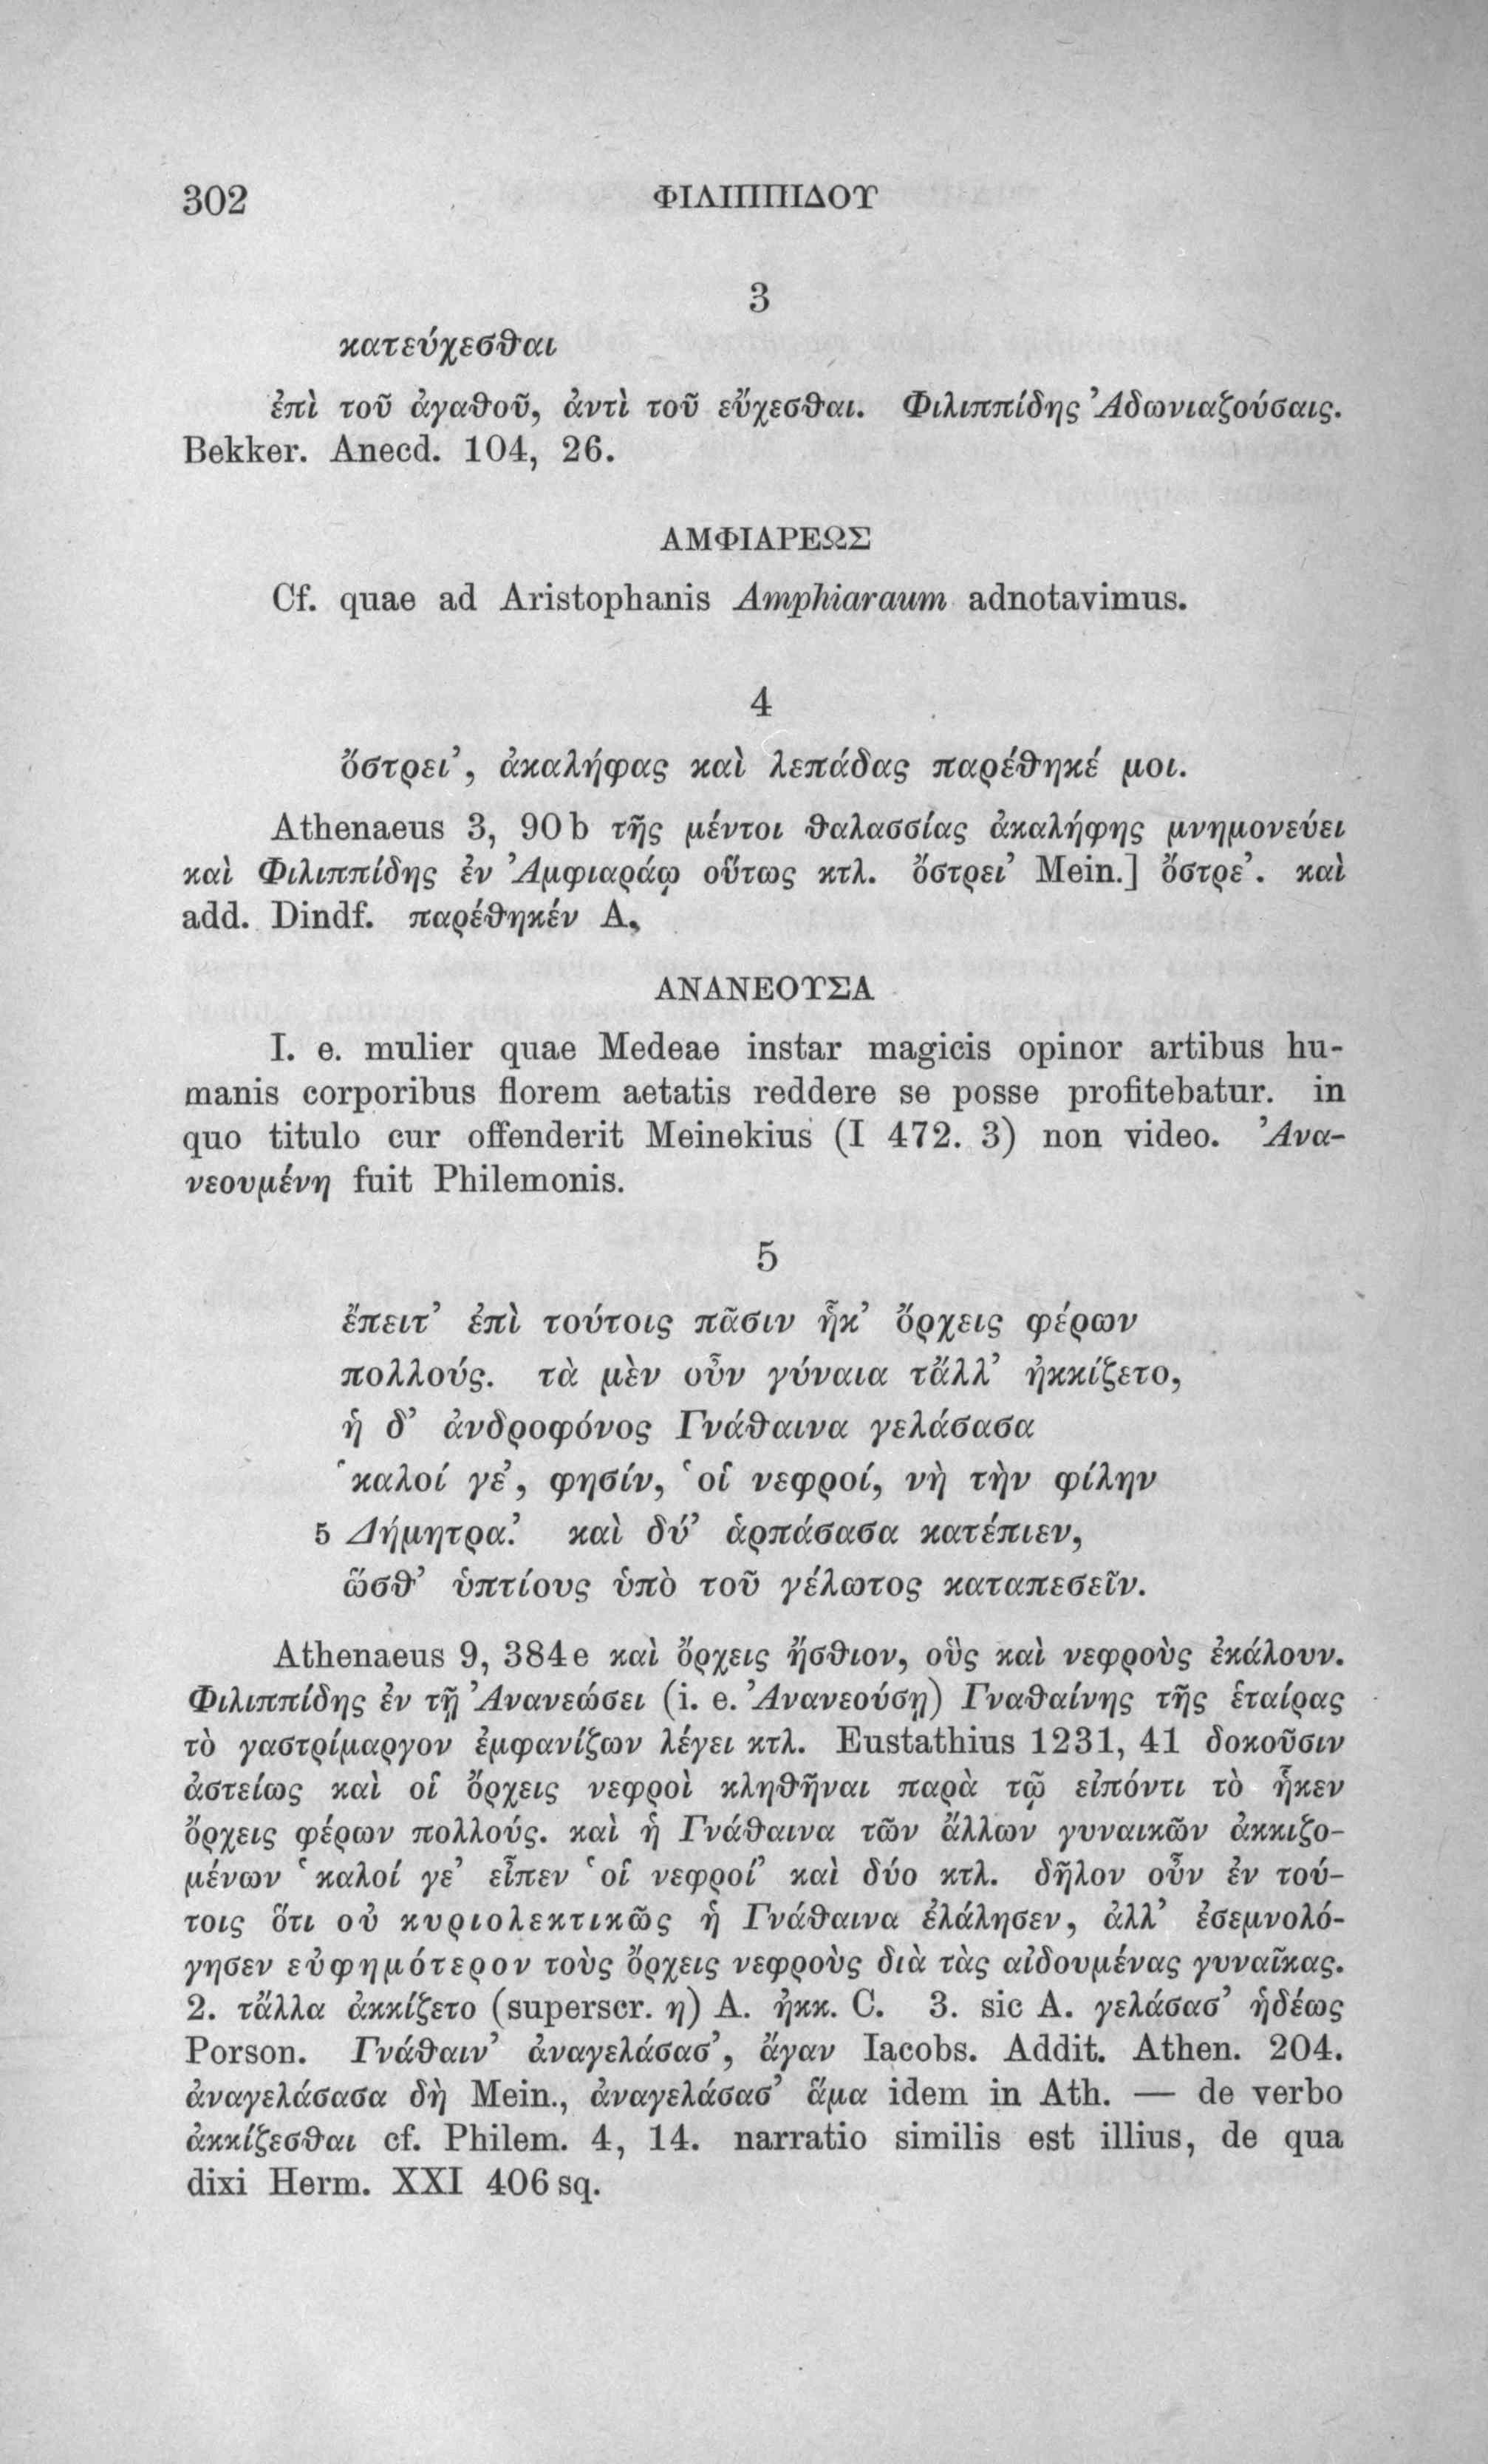 302
ΦΙΛΙΠΠΙΔΟΥ
3
κατεύχεσθαι
ἐπὶ τοῦ ἀγαθοῦ, ἀντὶ τοῦ εὔχεσθαι. Φιλιππίδης Ἀδωνιαζούσαις.
Bekker. Anecd. 104, 26.
ΑΜΦΙΑΡΕΩΣ
Cf. quae ad Aristophanis Amphiaraum adnotavimus.
4
ὄστρει’, ἀκαλήφας καὶ λεπάδας παρέθηκέ μοι.
Athenaeus 3, 90 b τῆς μέντοι θαλασσίας ἀκαλήφης μνημονεύει
καὶ Φιλιππίδης ἐν Ἀμφιαράῳ οὕτως κτλ. ὄστρει’ Mein.] ὄστρε’. καὶ
add. Dindf. παρέθηκέν A,
ΑΝΑΝΕΟΥΣΑ
I. e. mulier quae Medeae instar magicis opinor artibus hu-
manis corporibus florem aetatis reddere se posse profitebatur. in
quo titulo cur offenderit Meinekius (I 472. 3) non video. Ἀνα-
νεουμένη fuit Philemonis.
5
ἔπειτ’ ἐπὶ τούτοις πᾶσιν ἧκ’ ὄρχεις φέρων
πολλούς. τὰ μὲν οὖν γύναια τἄλλ’ ἠκκίζετο,
ἡ δ’ ἀνδροφόνος Γνάθαινα γελάσασα
‘καλοί γε’, φησίν, ‘οἱ νεφροί, νὴ τὴν φίλην
5 Δήμητρα.’ καὶ δύ’ ἁρπάσασα κατέπιεν,
ὥσθ’ ὑπτίους ὑπὸ τοῦ γέλωτος καταπεσεῖν.
Athenaeus 9, 384 e καὶ ὄρχεις ἤσθιον, οὓς καὶ νεφροὺς ἐκάλουν.
Φιλιππίδης ἐν τῇ Ἀνανεώσει (i. e. Ἀνανεούσῃ) Γναθαίνης τῆς ἑταίρας
τὸ γαστρίμαργον ἐμφανίζων λέγει κτλ. Eustathius 1231, 41 δοκοῦσιν
ἀστείως καὶ οἱ ὄρχεις νεφροὶ κληθῆναι παρὰ τῷ εἰπόντι τὸ ἧκεν
ὄρχεις φέρων πολλούς. καὶ ἡ Γνάθαινα τῶν ἄλλων γυναικῶν ἀκκιζο-
μένων ‘καλοί γε’ εἶπεν ‘οἱ νεφροί’ καὶ δύο κτλ. δῆλον οὖν ἐν τού-
τοις ὅτι οὐ κυριολεκτικῶς ἡ Γνάθαινα ἐλάλησεν, ἀλλ’ ἐσεμνολό-
γησεν εὐφημότερον τοὺς ὄρχεις νεφροὺς διὰ τὰς αἰδουμένας γυναῖκας.
2. τἄλλα ἀκκίζετο (superscr. η) A. ἠκκ. C. 3. sic A. γελάσασ’ ἡδέως
Porson. Γνάθαιν’ ἀναγελάσασ’, ἄγαν Iacobs. Addit. Athen. 204.
ἀναγελάσασα δὴ Mein., ἀναγελάσασ’ ἅμα idem in Ath. — de verbo
ἀκκίζεσθαι cf. Philem. 4, 14. narratio similis est illius, de qua
dixi Herm. XXI 406 sq.